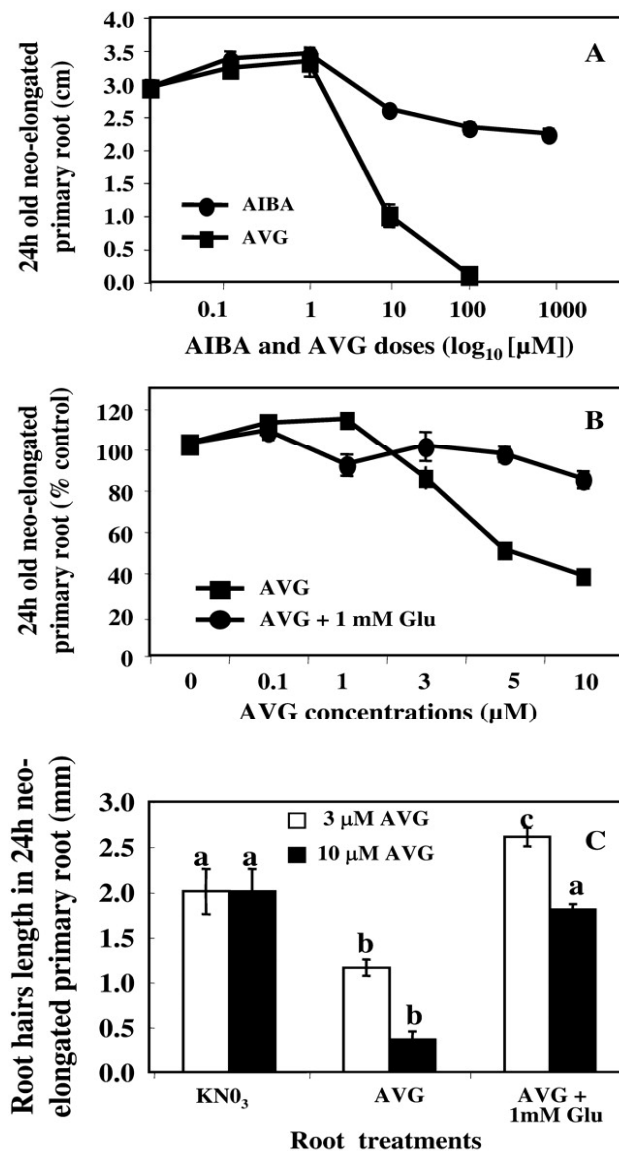 4.0
A
3.5
3.0
2.5
2.0
1.5
1.0
0.5
0.0
24h old neo-elongated
primary root (cm)
AIBA
AVG
0.1 1 10 100 1000
AIBA and AVG doses (log10 [µM])
120
B
100
80
60
40
20
0
24h old neo-elongated
primary root (% control)
AVG
AVG + 1 mM Glu
0 0.1 1 3 5 10
AVG concentrations (µM)
3.0
2.5
2.0
1.5
1.0
0.5
0.0
Root hairs length in 24h neo-
elongated primary root (mm)
3 µM AVG
10 µM AVG
C
a a b b c a
KN03 AVG AVG +
1mM Glu
Root treatments